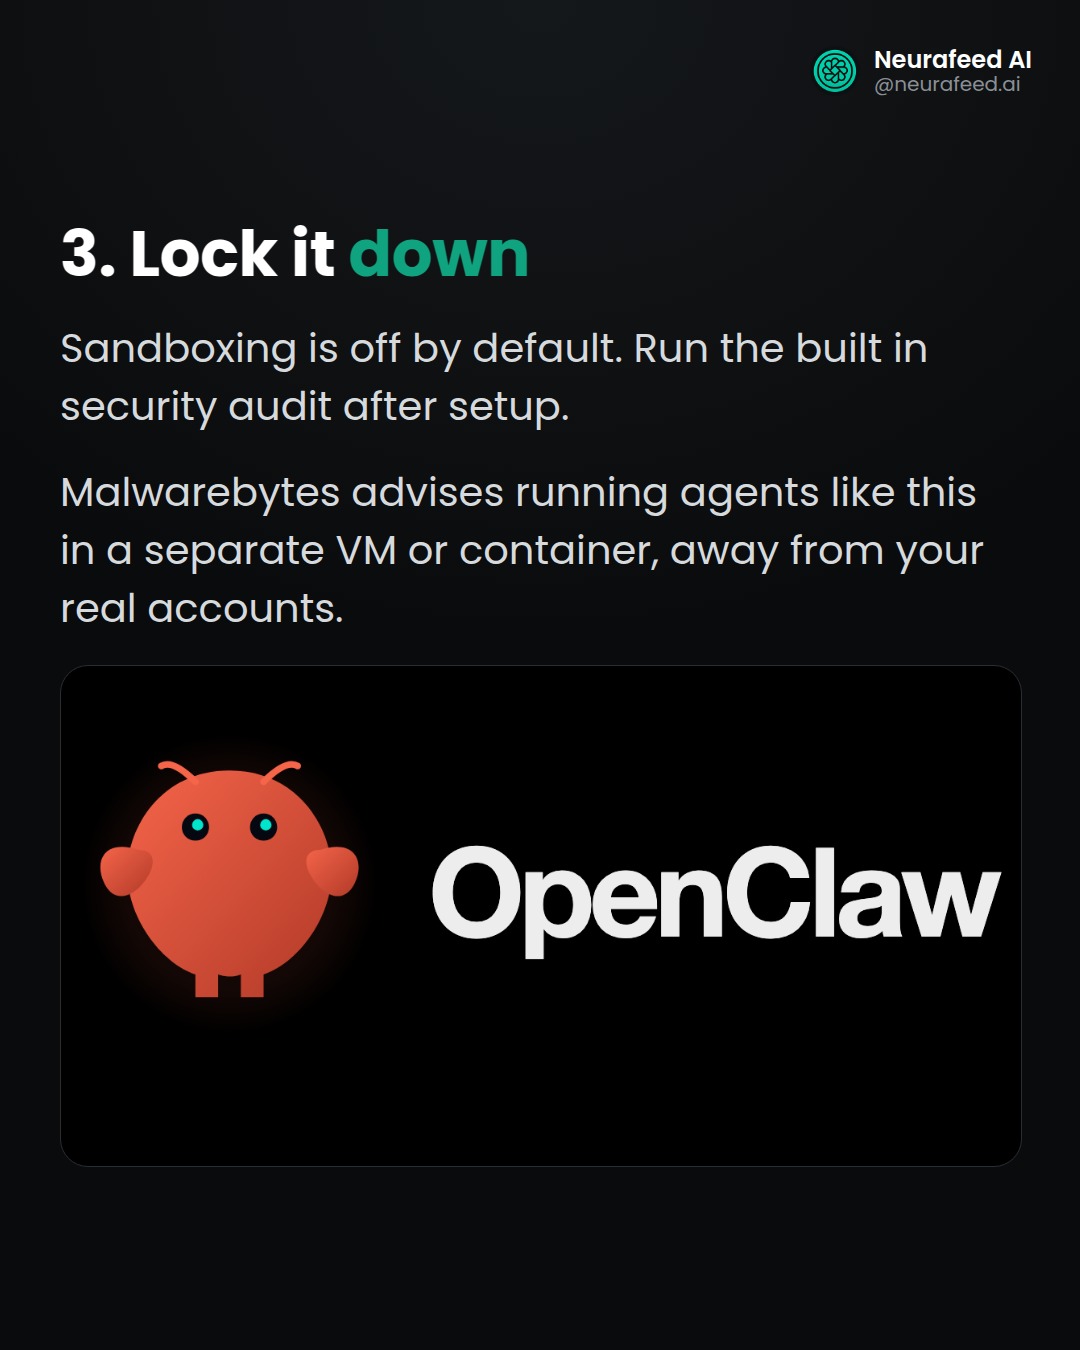 Neurafeed AI
@neurafeed.ai
3. Lock it down
Sandboxing is off by default. Run the built in
security audit after setup.
Malwarebytes advises running agents like this
in a separate VM or container, away from your
real accounts.
OpenClaw